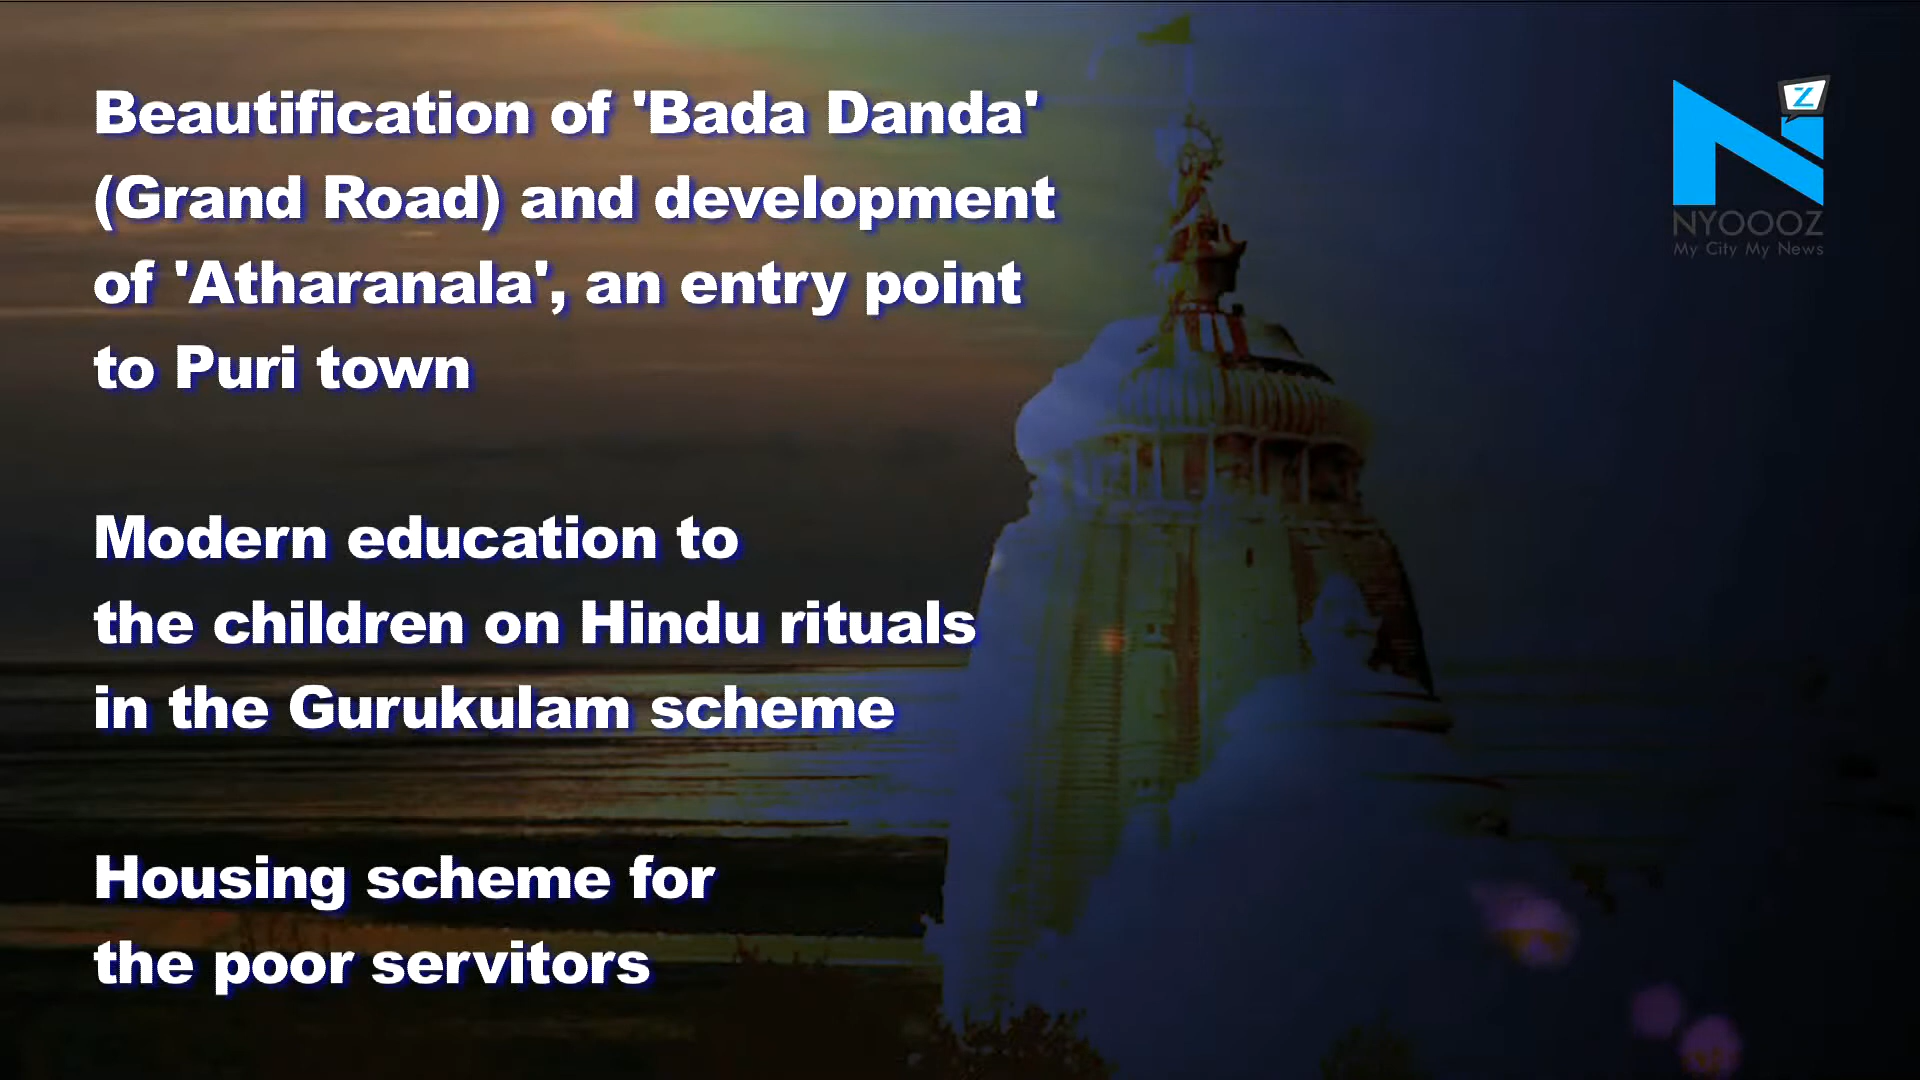 Beautification of 'Bada Danda'
(Grand Road) and development
of 'Atharanala', an entry point
to Puri town
Modern education to
the children on Hindu rituals
in the Gurukulam scheme
Housing scheme for
the poor servitors
Z
NYOOOZ
My City My News